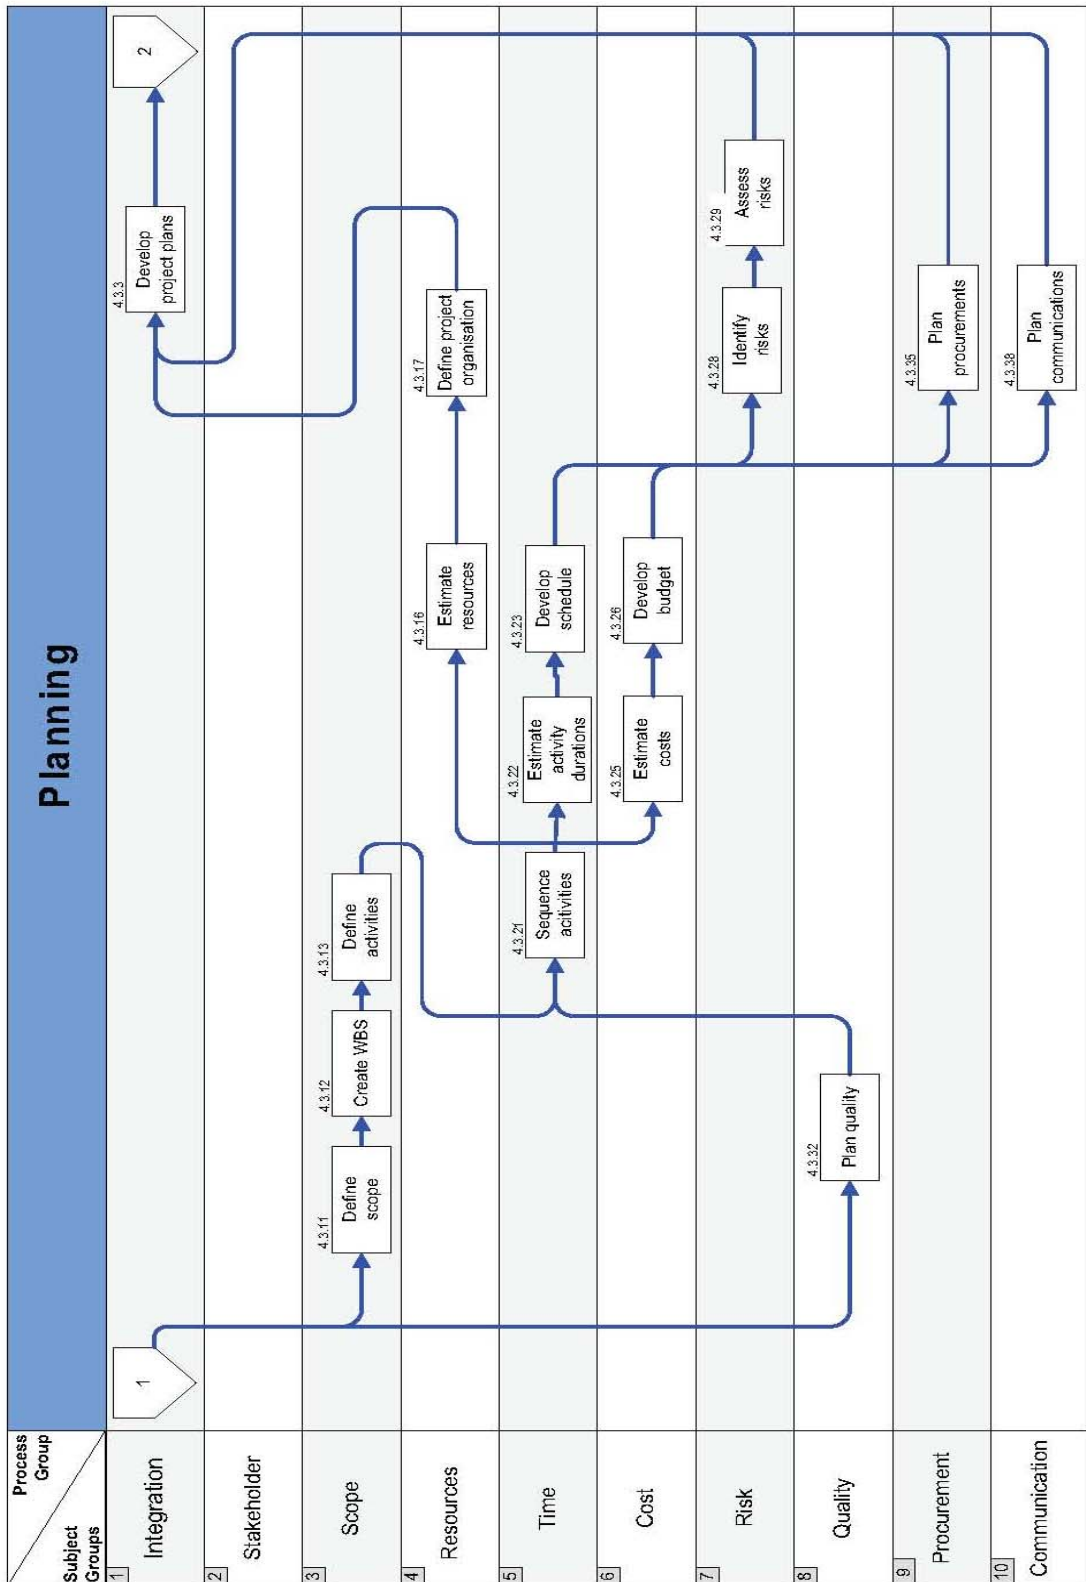 Planning
Process
Group
Subject
Groups
1
Integration
2
Stakeholder
3
Scope
4
Resources
5
Time
6
Cost
7
Risk
8
Quality
9
Procurement
10
Communication
1
4.3.3
Develop
project plans
2
4.3.11
Define
scope
4.3.12
Create WBS
4.3.13
Define
activities
4.3.16
Estimate
resources
4.3.17
Define project
organisation
4.3.21
Sequence
acitivities
4.3.22
Estimate
activity
durations
4.3.23
Develop
schedule
4.3.25
Estimate
costs
4.3.26
Develop
budget
4.3.28
Identify
risks
4.3.29
Assess
risks
4.3.32
Plan quality
4.3.35
Plan
procurements
4.3.38
Plan
communications